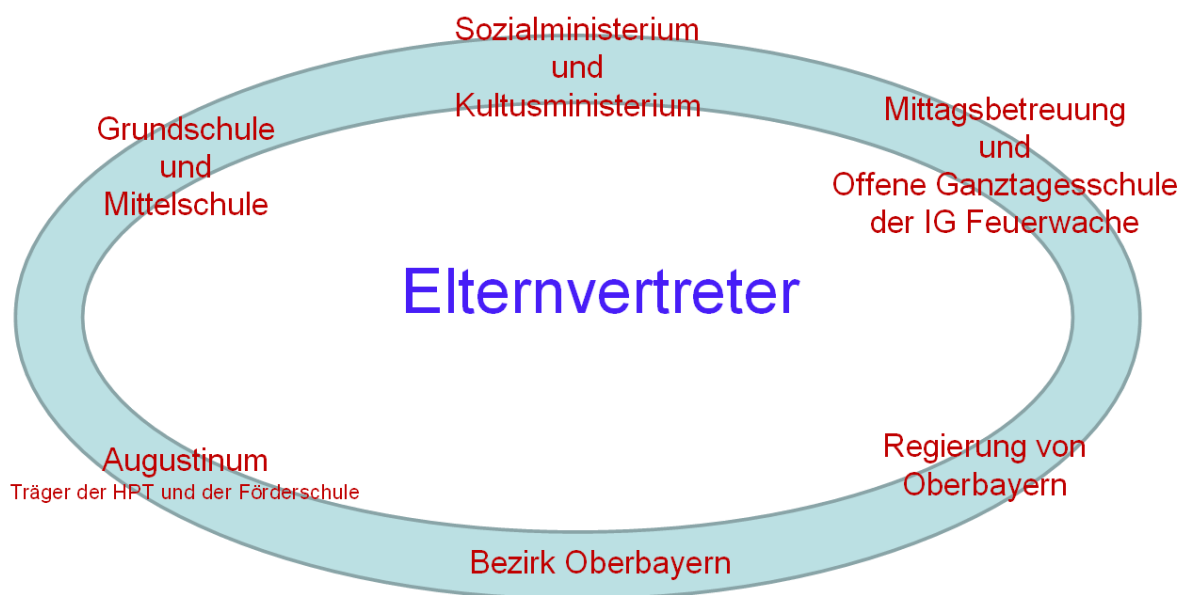 Sozialministerium
und
Kultusministerium
Grundschule
und
Mittelschule
Mittagsbetreuung
und
Offene Ganztagesschule
der IG Feuerwache
Elternvertreter
Augustinum
Träger der HPT und der Förderschule
Regierung von
Oberbayern
Bezirk Oberbayern